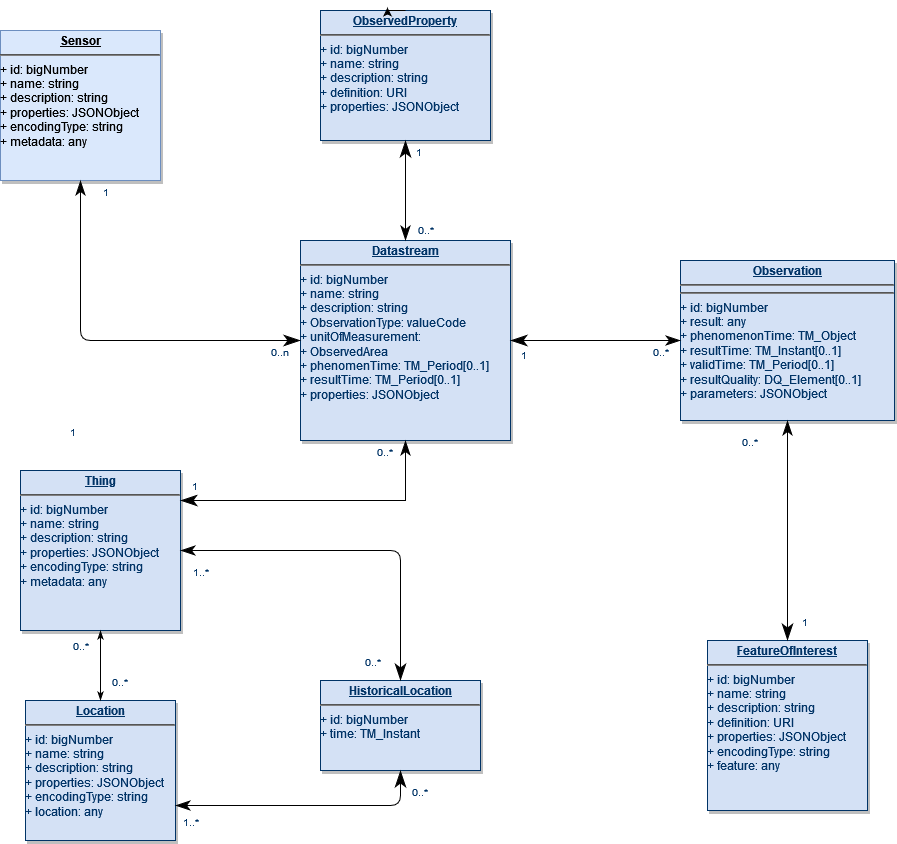 ObservedProperty
+ id: bigNumber
+ name: string
+ description: string
+ definition: URI
+ properties: JSONObject
Sensor
+ id: bigNumber
+ name: string
+ description: string
+ properties: JSONObject
+ encodingType: string
+ metadata: any
1
1
0..*
Datastream
+ id: bigNumber
+ name: string
+ description: string
+ ObservationType: valueCode
+ unitOfMeasurement:
+ ObservedArea
+ phenomenTime: TM_Period[0..1]
+ resultTime: TM_Period[0..1]
+ properties: JSONObject
0..n
1
0..*
Observation
+ id: bigNumber
+ result: any
+ phenomenonTime: TM_Object
+ resultTime: TM_Instant[0..1]
+ validTime: TM_Period[0..1]
+ resultQuality: DQ_Element[0..1]
+ parameters: JSONObject
1
0..*
0..*
Thing
+ id: bigNumber
+ name: string
+ description: string
+ properties: JSONObject
+ encodingType: string
+ metadata: any
1
1..*
0..*
0..*
0..*
1
Location
+ id: bigNumber
+ name: string
+ description: string
+ properties: JSONObject
+ encodingType: string
+ location: any
HistoricalLocation
+ id: bigNumber
+ time: TM_Instant
0..*
1..*
FeatureOfInterest
+ id: bigNumber
+ name: string
+ description: string
+ definition: URI
+ properties: JSONObject
+ encodingType: string
+ feature: any